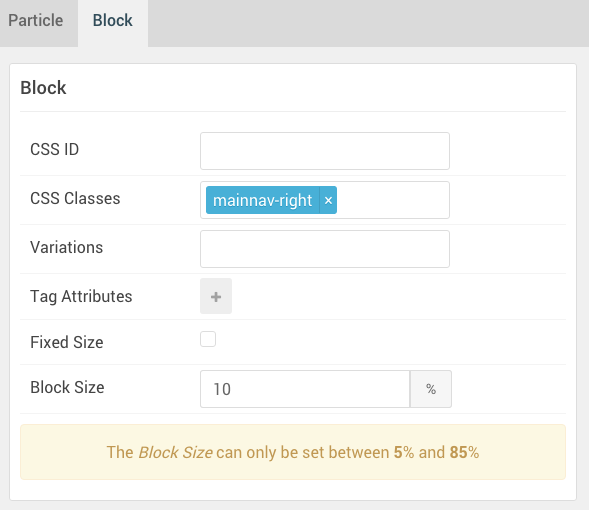 Particle Block
Block
CSS ID
CSS Classes mainnav-right ×
Variations
Tag Attributes +
Fixed Size
Block Size 10 %
The Block Size can only be set between 5% and 85%